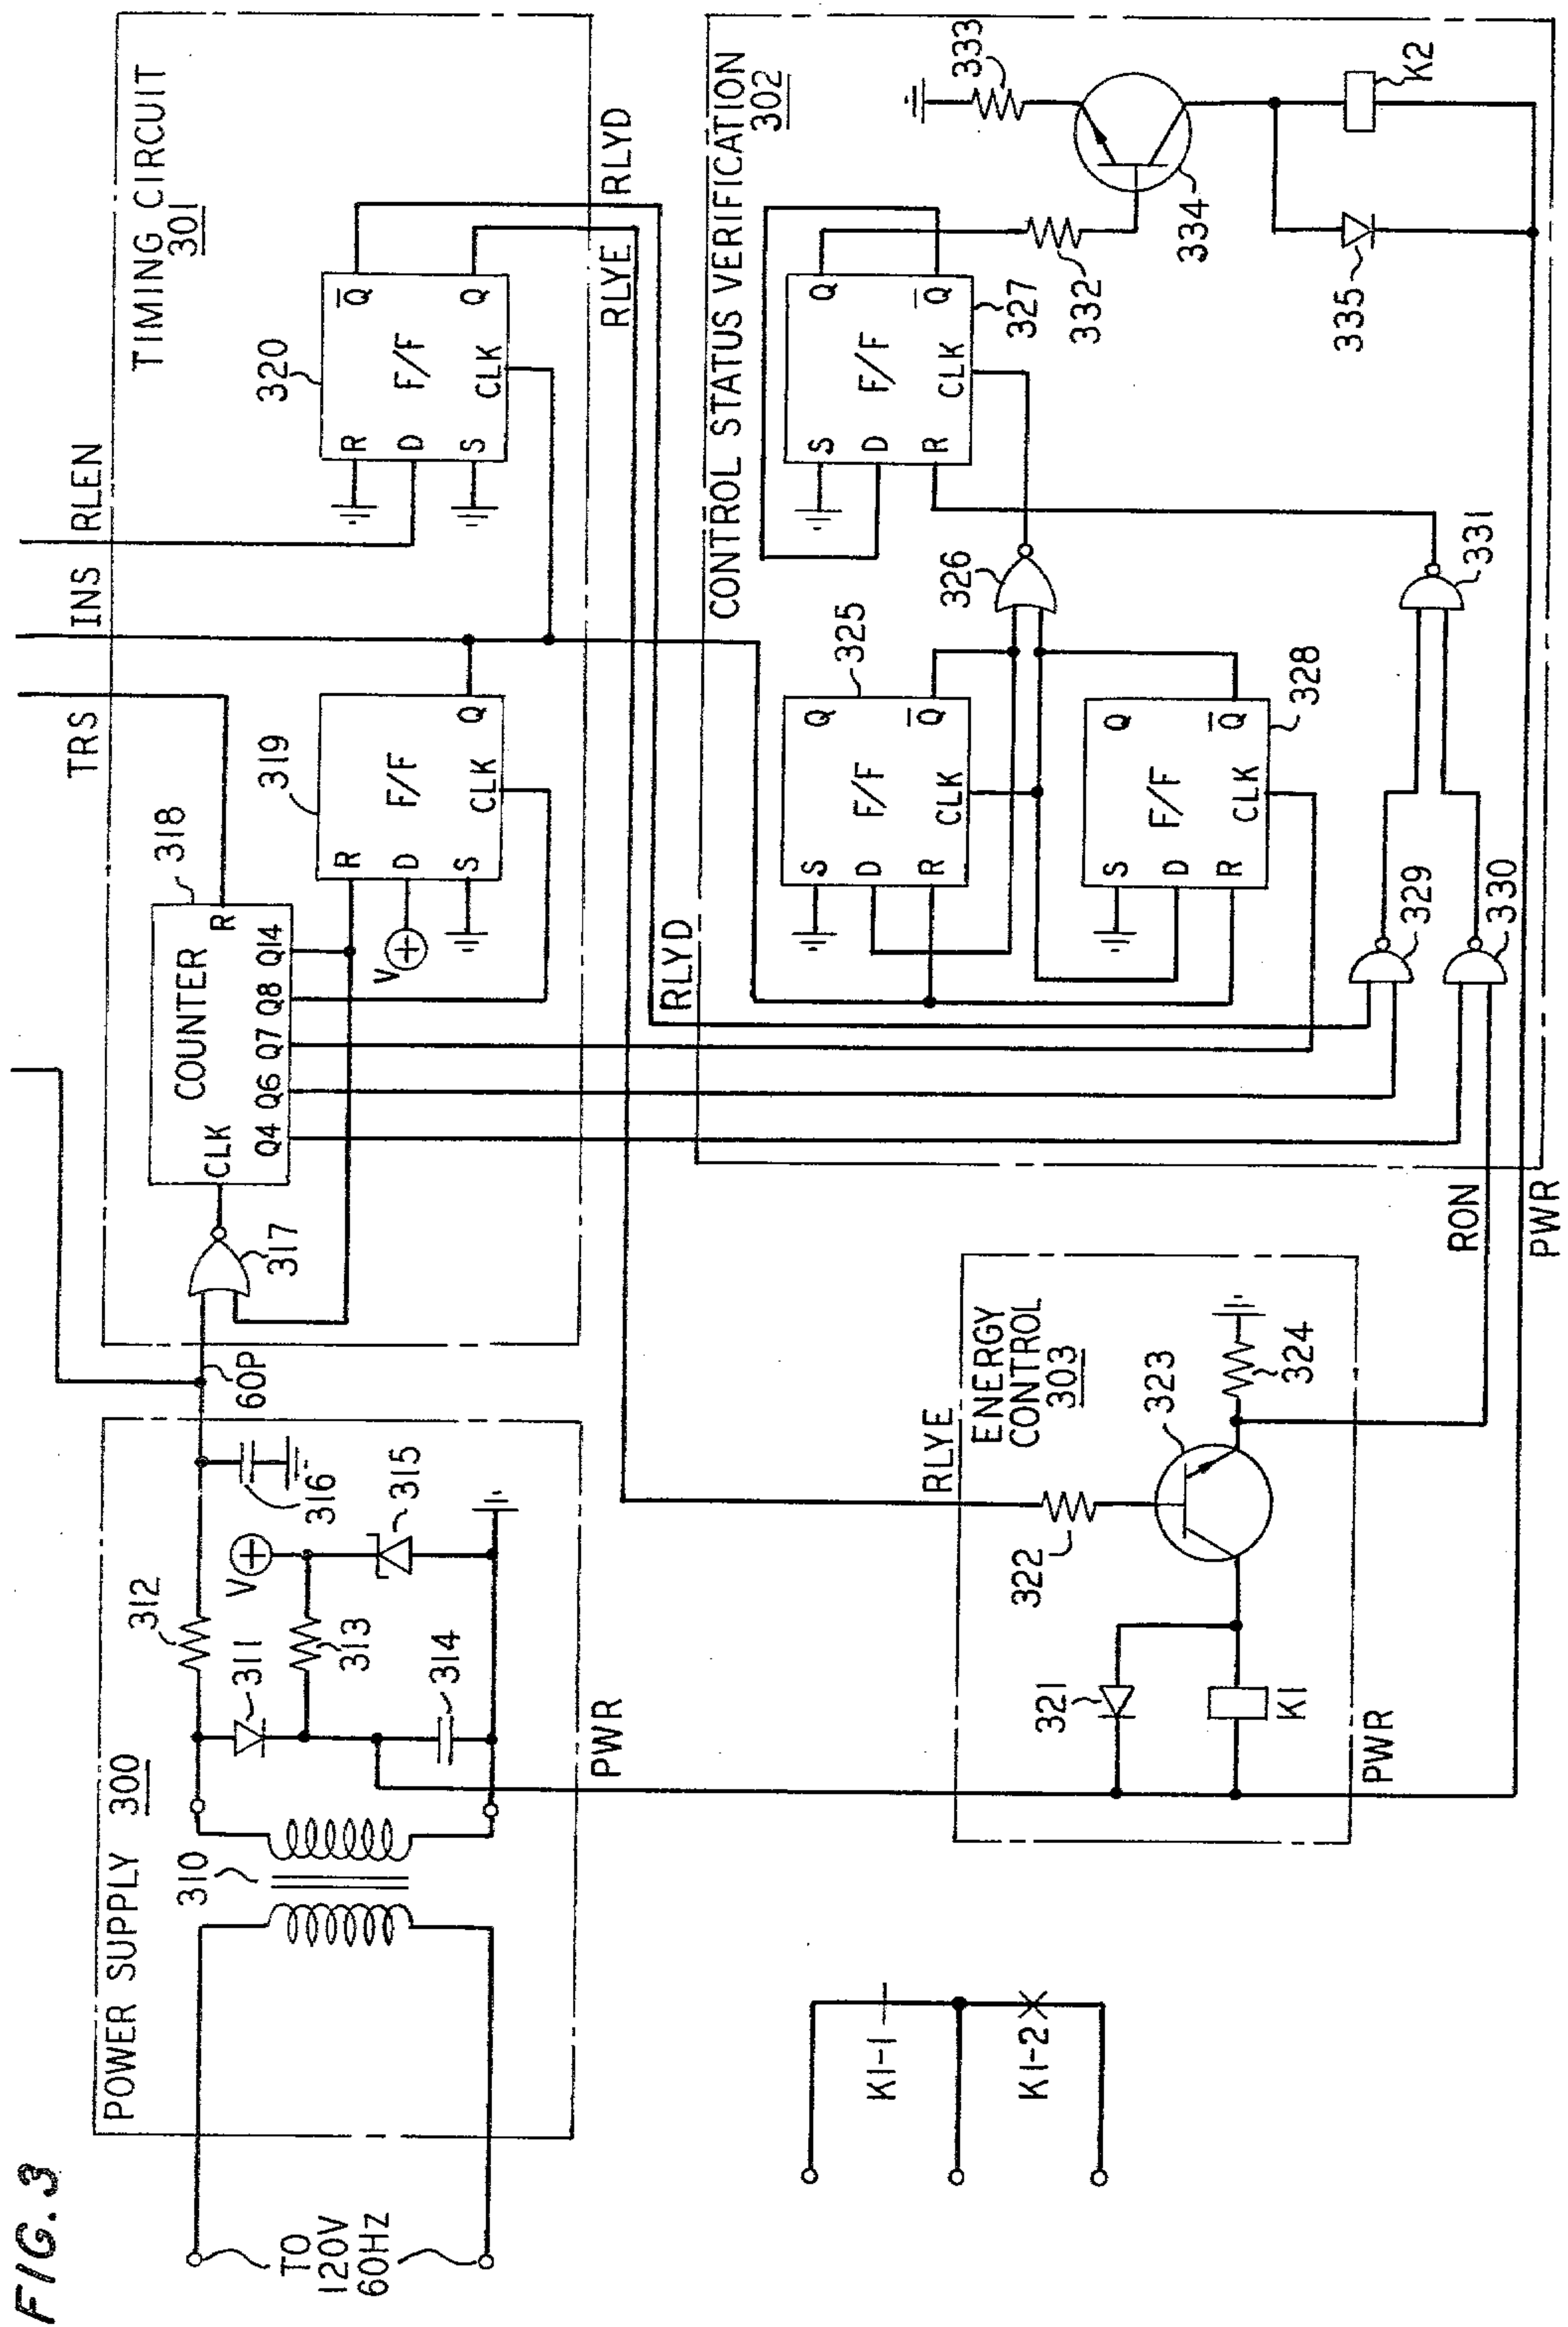 FIG. 3
TO
120V
60HZ
POWER SUPPLY 300
310
311
312
313
314
315
316
V
+
PWR
60P
TIMING CIRCUIT
301
317
COUNTER
318
CLK
R
Q4 Q6 Q7 Q8 Q14
TRS
INS
RLEN
319
R
D
S
F/F
CLK
Q
V
+
320
R
D
S
F/F
CLK
Q
Q
RLYE
RLYD
CONTROL STATUS VERIFICATION
302
RLYD
325
S
D
R
F/F
CLK
Q
Q
326
327
S
D
R
F/F
CLK
Q
Q
328
S
D
R
F/F
CLK
Q
Q
329
330
331
332
333
334
335
K2
RON
PWR
ENERGY
CONTROL
303
RLYE
321
322
323
324
K1
PWR
K1-1
K1-2